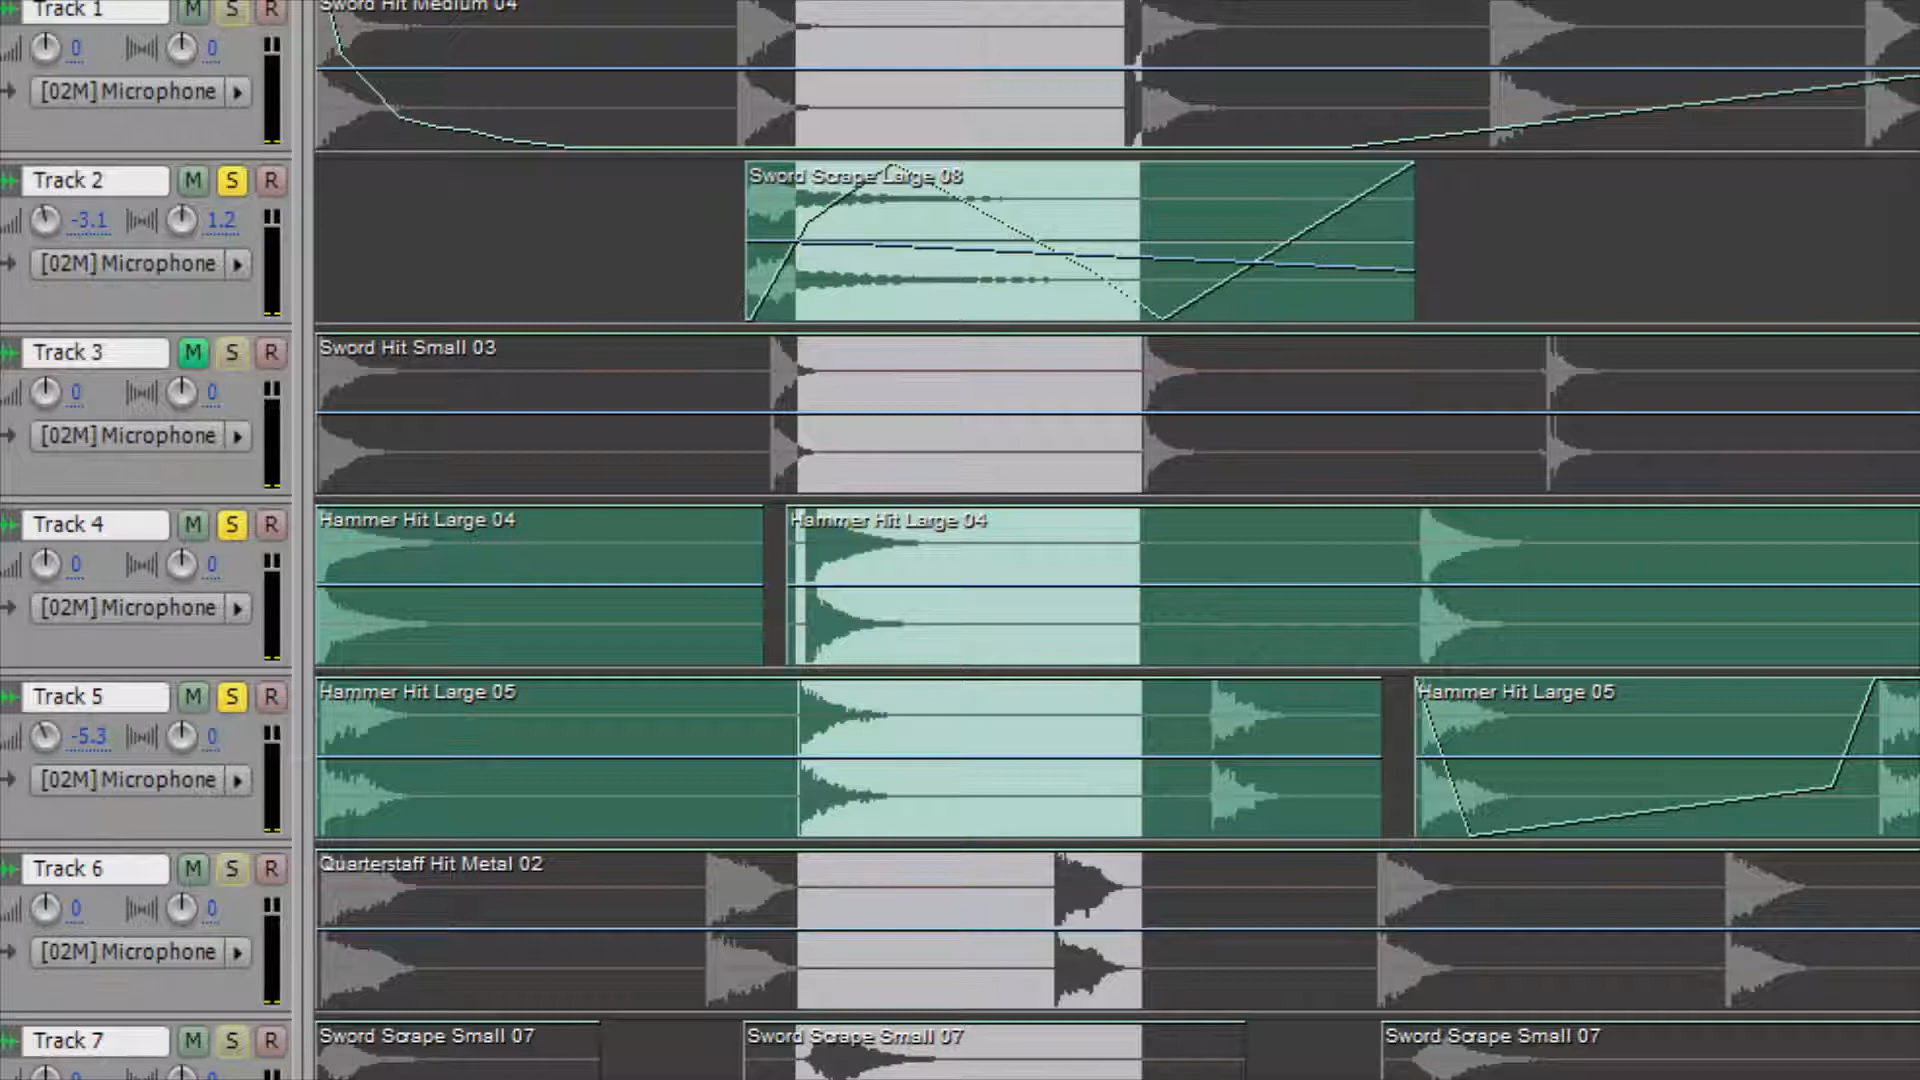 Track 1 M S R Sword Hit Medium 04
0 0
[02M] Microphone
Track 2 M S R Sword Scrape Large 08
-3.1 1.2
[02M] Microphone
Track 3 M S R Sword Hit Small 03
0 0
[02M] Microphone
Track 4 M S R Hammer Hit Large 04 Hammer Hit Large 04
0 0
[02M] Microphone
Track 5 M S R Hammer Hit Large 05 Hammer Hit Large 05
-5.3 0
[02M] Microphone
Track 6 M S R Quarterstaff Hit Metal 02
0 0
[02M] Microphone
Track 7 M S R Sword Scrape Small 07 Sword Scrape Small 07 Sword Scrape Small 07